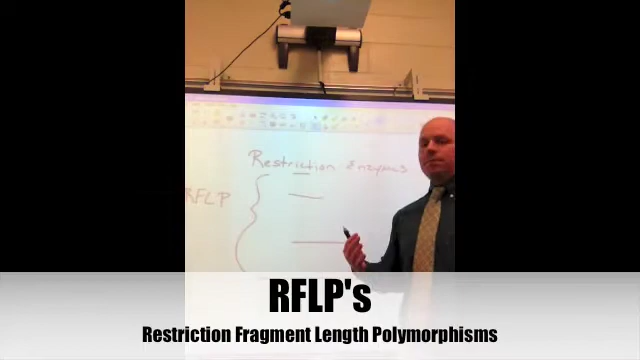 Restriction Enzymes
RFLP
RFLP's
Restriction Fragment Length Polymorphisms